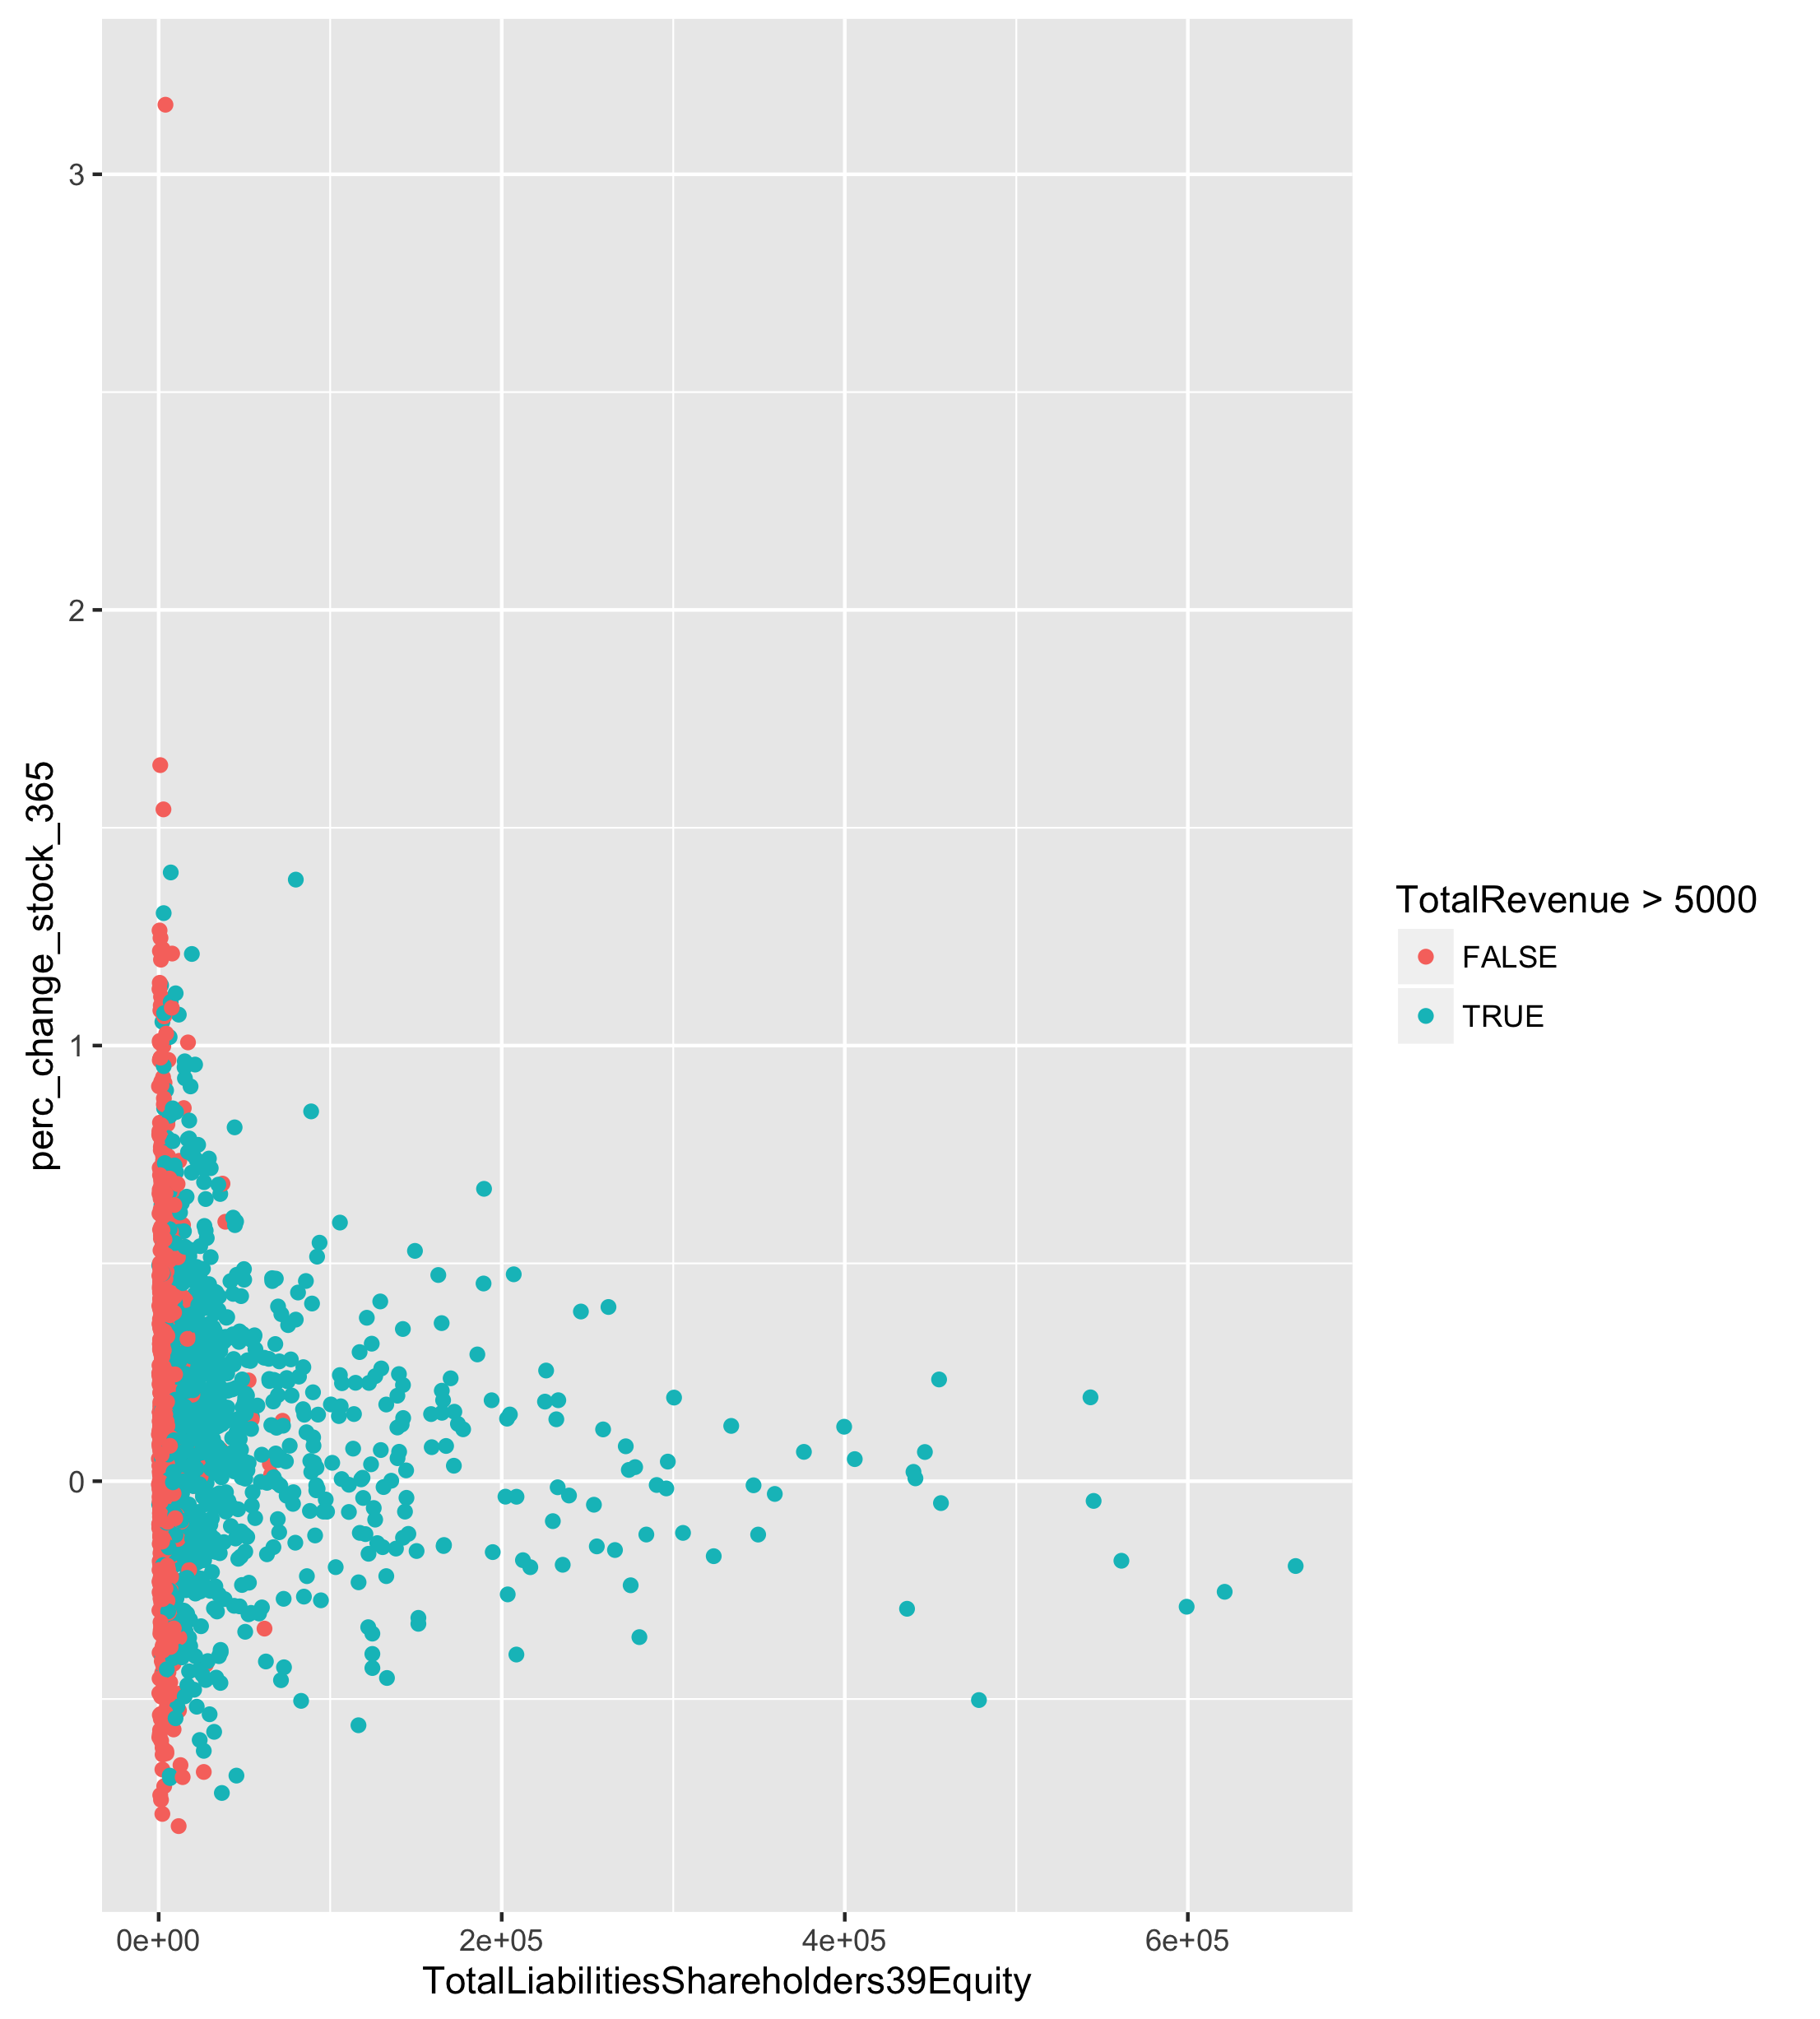 3
2
1
0
perc_change_stock_365
0e+00
2e+05
4e+05
6e+05
TotalLiabilitiesShareholders39Equity
TotalRevenue > 5000
FALSE
TRUE